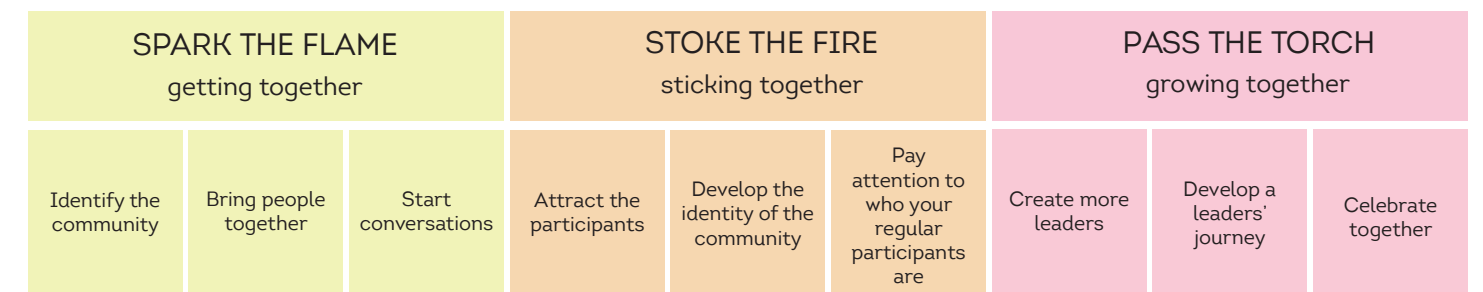 SPARK THE FLAME
getting together
STOKE THE FIRE
sticking together
PASS THE TORCH
growing together
Identify the
community
Bring people
together
Start
conversations
Attract the
participants
Develop the
identity of the
community
Pay
attention to
who your
regular
participants
are
Create more
leaders
Develop a
leaders'
journey
Celebrate
together